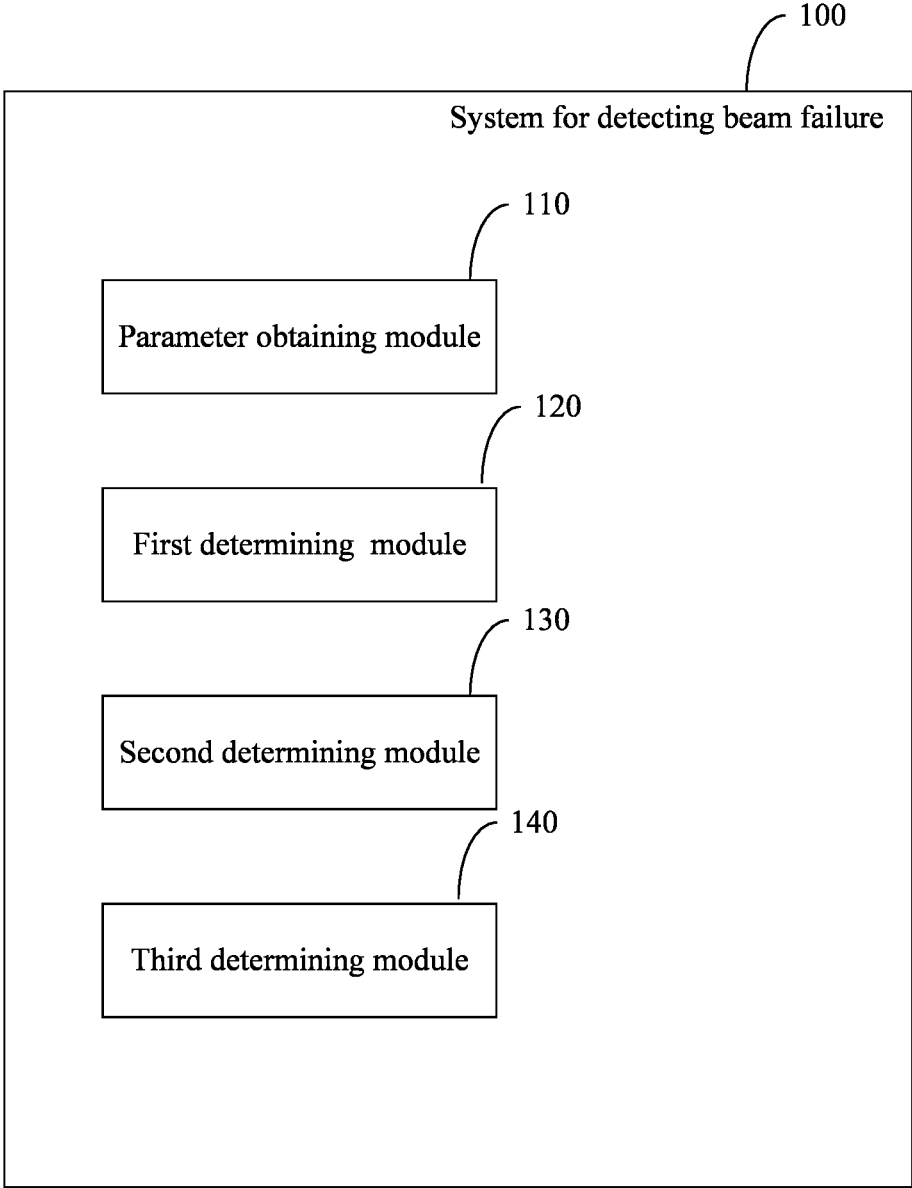 100
System for detecting beam failure
110
Parameter obtaining module
120
First determining module
130
Second determining module
140
Third determining module